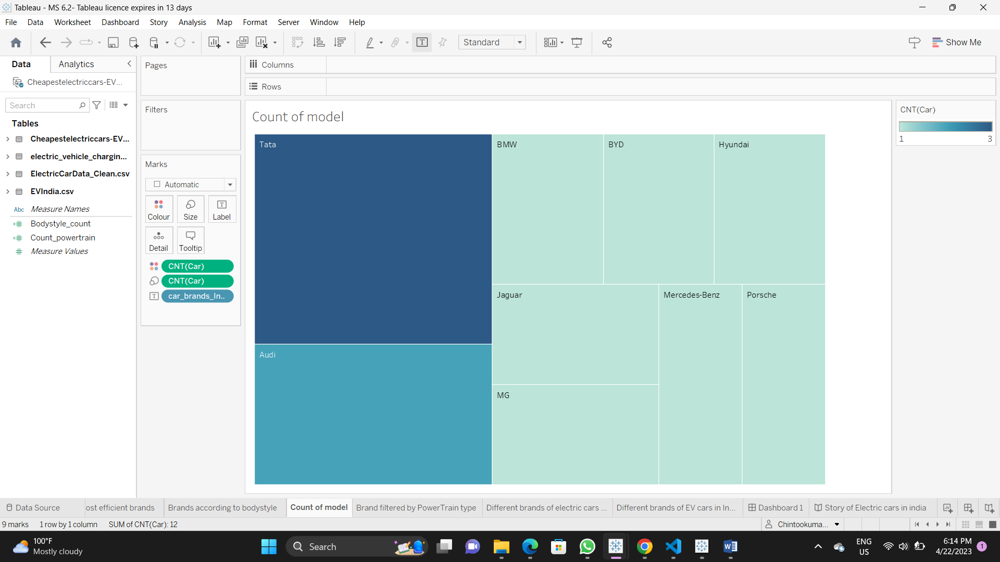 Tableau - MS 6.2- Tableau licence expires in 13 days
File Data Worksheet Dashboard Story Analysis Map Format Server Window Help
Standard
Show Me
Data Analytics
Cheapestelectriccars-EV...
Search
Tables
Cheapestelectriccars-EV...
electric_vehicle_chargin...
ElectricCarData_Clean.csv
EVIndia.csv
Abc Measure Names
Bodystyle_count
Count_powertrain
Measure Values
Pages
Filters
Marks
Automatic
Colour Size Label
Detail Tooltip
CNT(Car)
CNT(Car)
car_brands_In..
Columns
Rows
Count of model
Tata
BMW
BYD
Hyundai
Jaguar
Mercedes-Benz
Porsche
Audi
MG
CNT(Car)
1 3
Data Source ost efficient brands Brands according to bodystyle Count of model Brand filtered by PowerTrain type Different brands of electric cars ... Different brands of EV cars in In... Dashboard 1 Story of Electric cars in india
9 marks 1 row by 1 column SUM of CNT(Car): 12 Chintookuma...
100°F
Mostly cloudy
Search
ENG
US
6:14 PM
4/22/2023
1